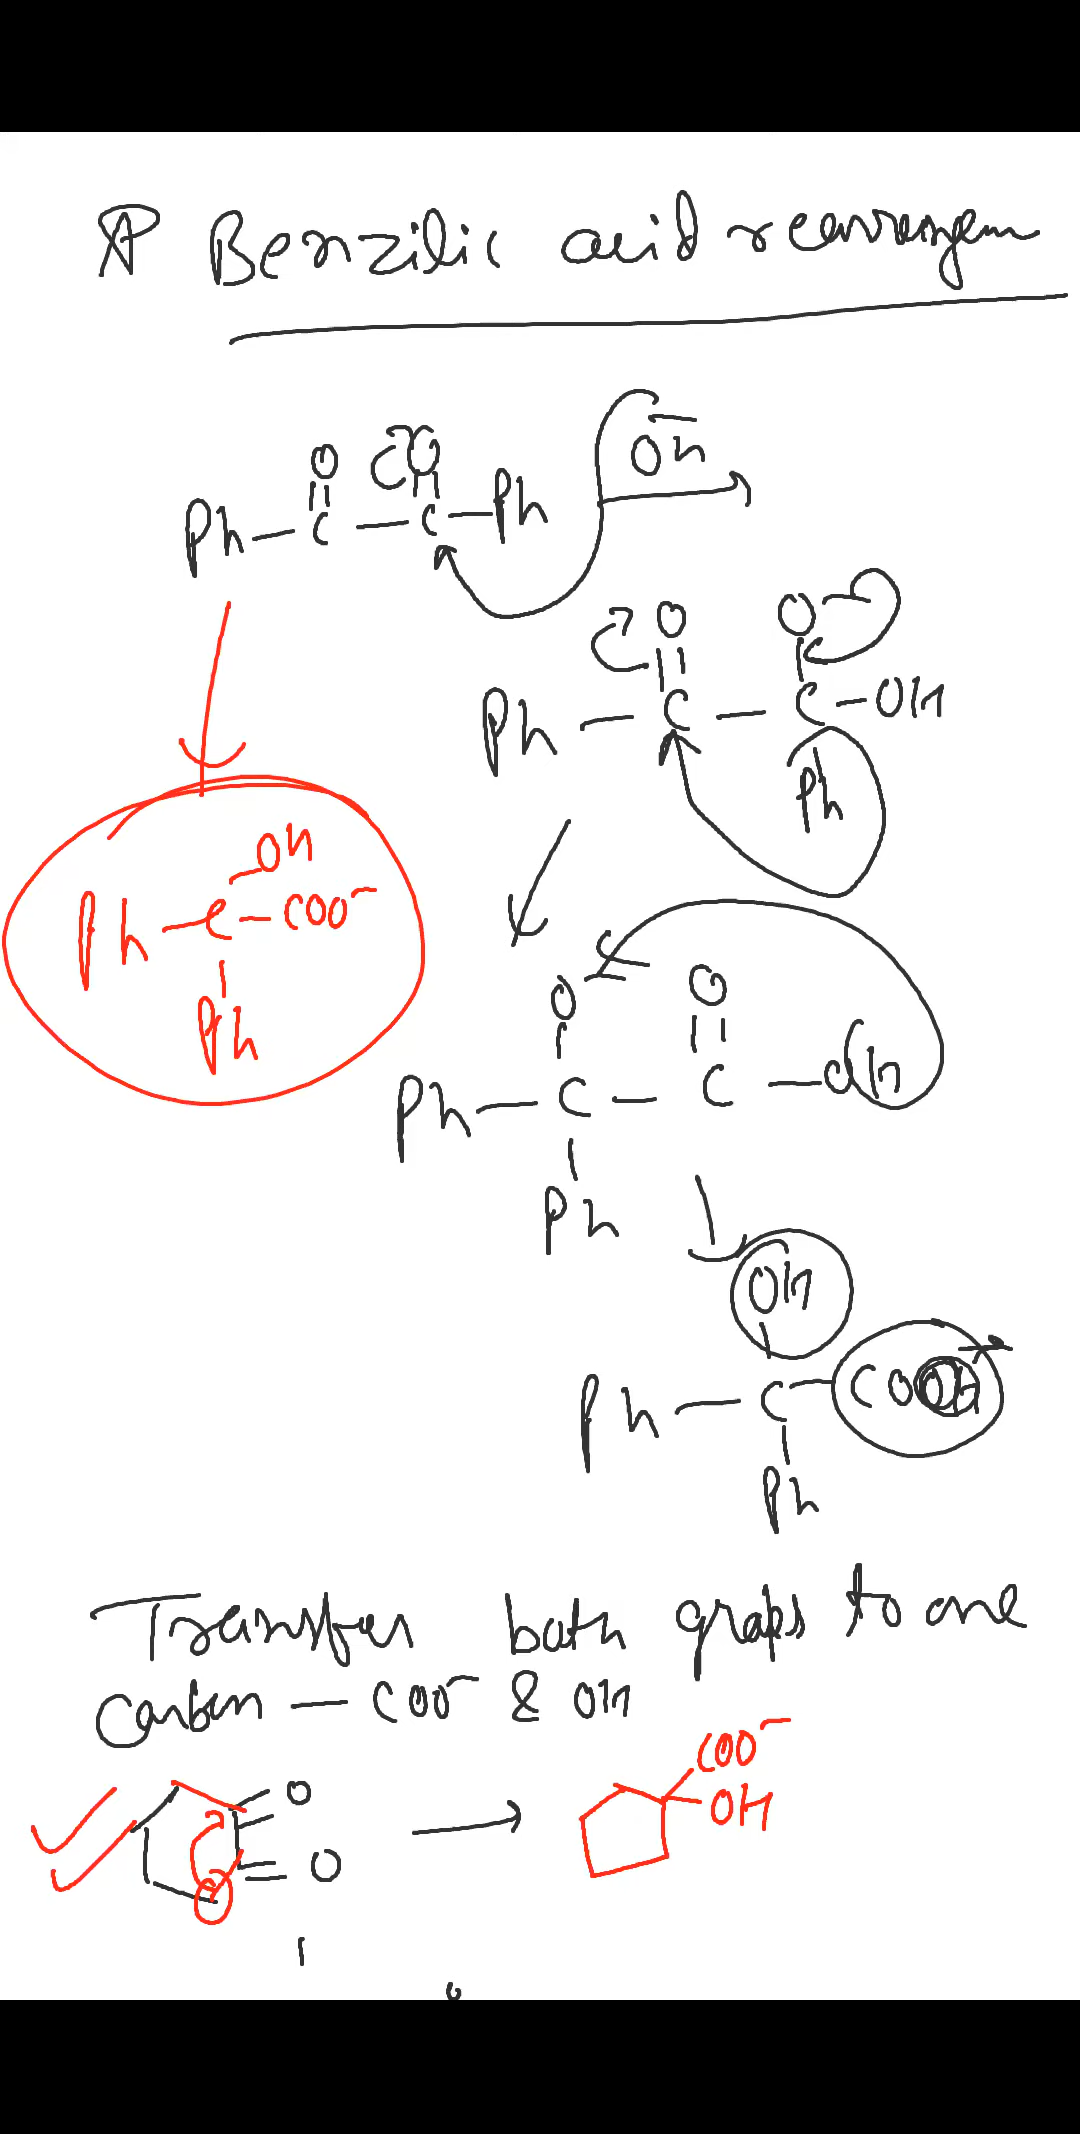 Benzilic acid rearrangem
O O OH⁻
Ph—C—C—Ph
O O⁻
Ph—C—C—OH
Ph
OH
Ph—C—COO⁻
Ph
O⁻ O
Ph—C—C—OH
Ph
OH
Ph—C—COO
Ph
Transfer both groups to one
Carbon — COO⁻ & OH
COO⁻
O OH
O